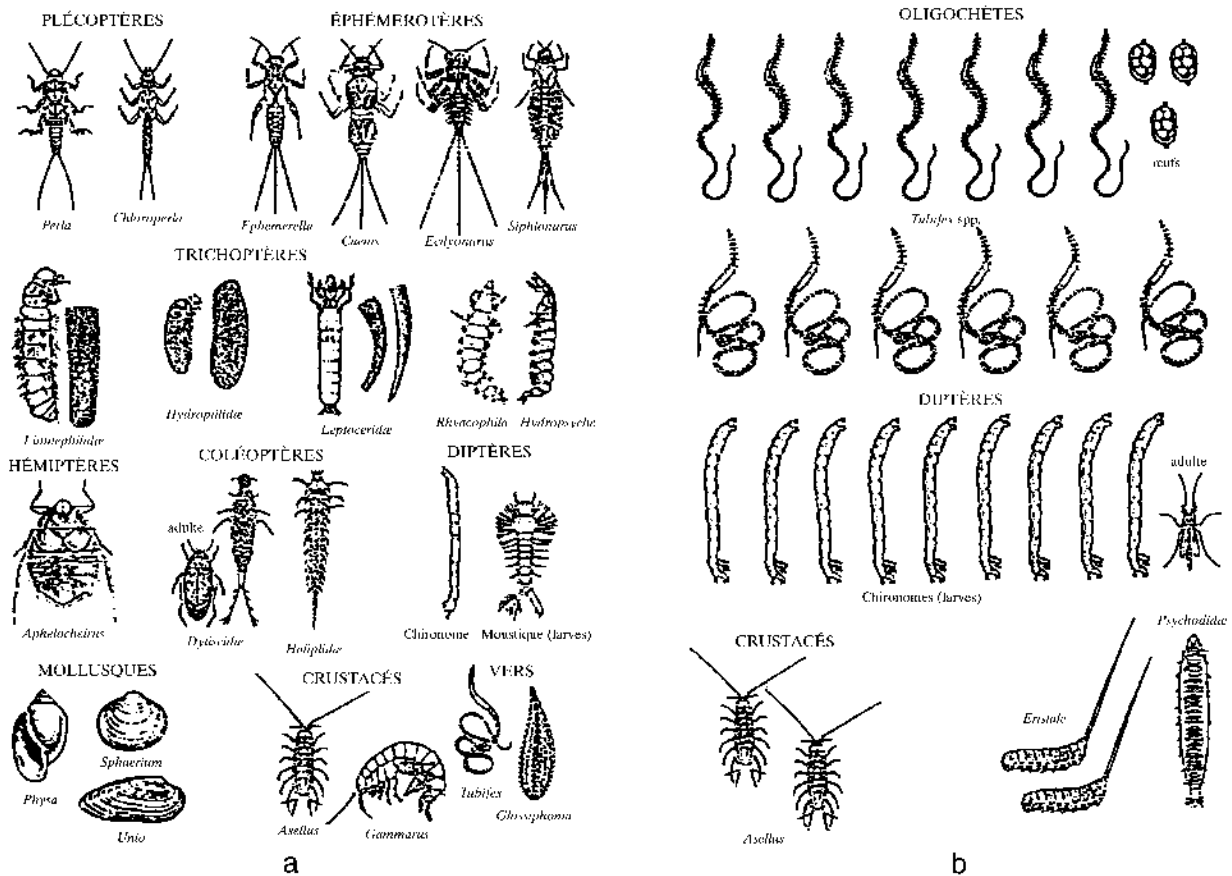 PLÉCOPTÈRES
ÉPHÉMEROTÈRES
Perla
Chloroperla
Ephemerella
Caenis
Ecdyonurus
Siphlonurus
TRICHOPTÈRES
Limnephilidæ
Hydroptilidæ
Leptoceridæ
Rhyacophila
Hydropsyche
HÉMIPTÈRES
COLÉOPTÈRES
DIPTÈRES
adulte
Aphelocheirus
Dytiscidæ
Haliplidæ
Chironome
Moustique (larves)
MOLLUSQUES
CRUSTACÉS
VERS
Physa
Sphaerium
Unio
Asellus
Gammarus
Tubifex
Glossiphonia
a
OLIGOCHÈTES
œufs
Tubifex spp.
DIPTÈRES
adulte
Chironomes (larves)
CRUSTACÉS
Psychodidæ
Eristale
Asellus
b